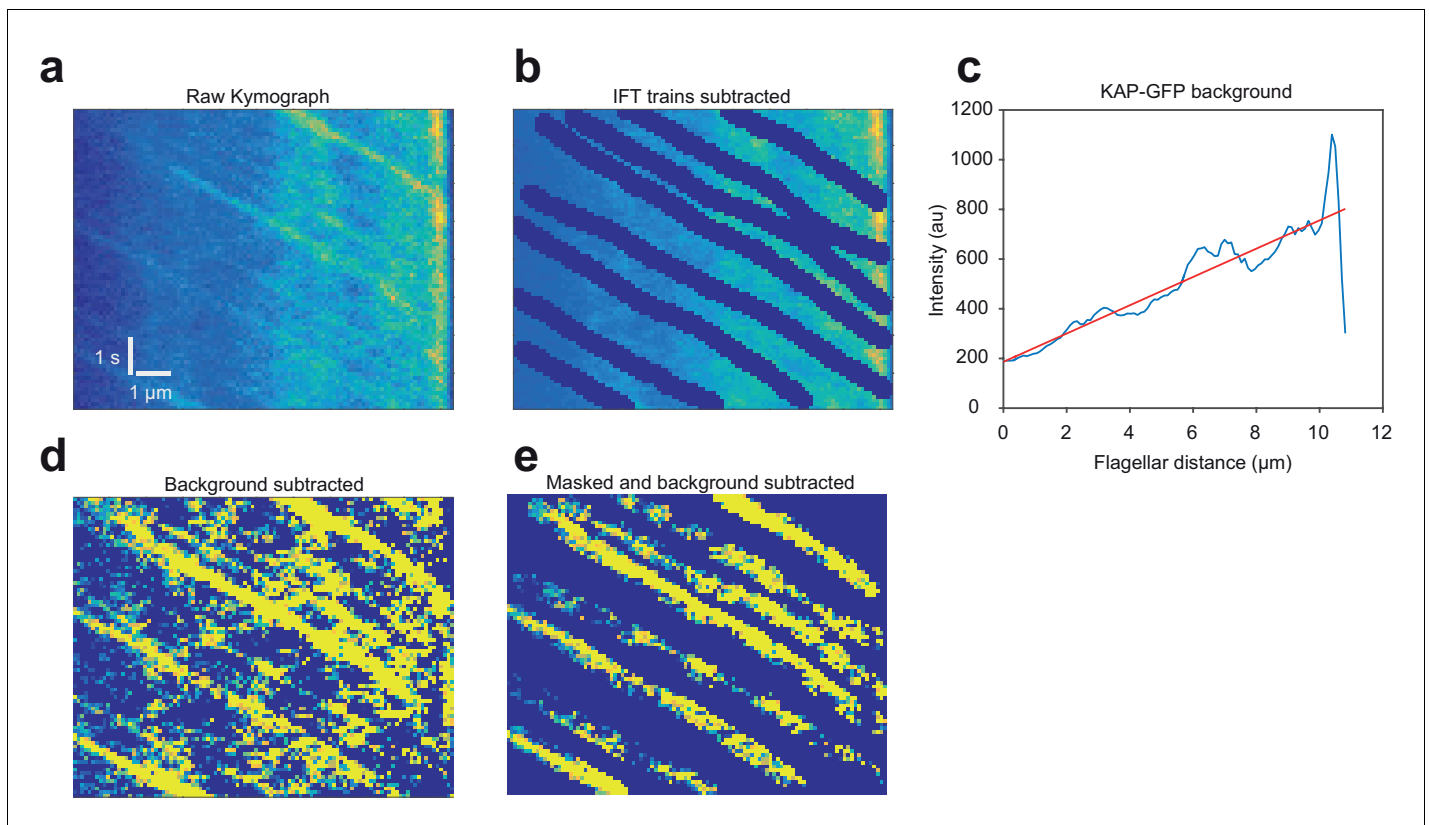 a
Raw Kymograph
1 s
1 µm
b
IFT trains subtracted
c
KAP-GFP background
1200
1000
800
600
400
200
0
Intensity (au)
0 2 4 6 8 10 12
Flagellar distance (µm)
d
Background subtracted
e
Masked and background subtracted